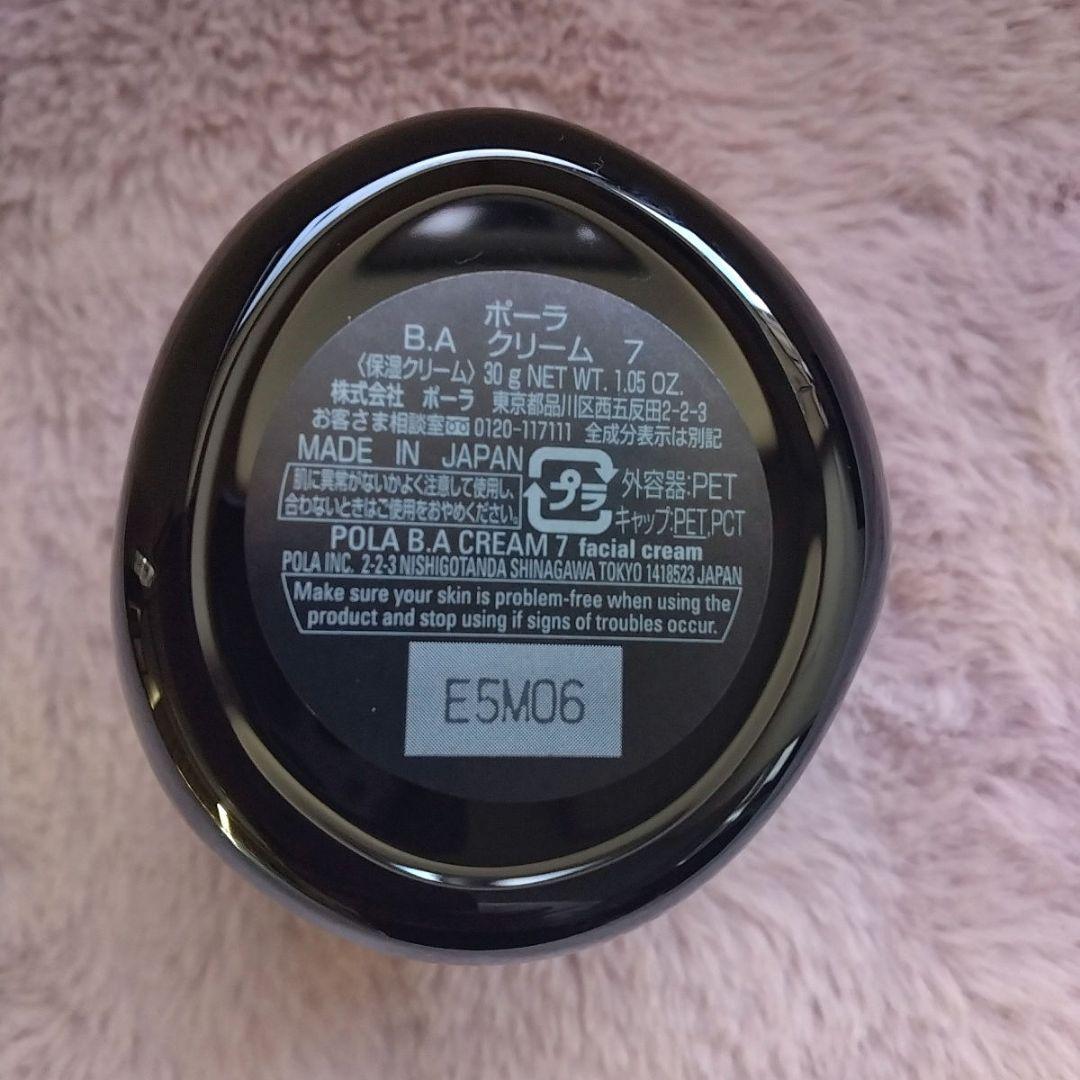 ポーラ
B.A クリーム 7
〈保湿クリーム〉 30 g NET WT. 1.05 OZ.
株式会社 ポーラ 東京都品川区西五反田2-2-3
お客さま相談室 0120-117111 全成分表示は別記
MADE IN JAPAN
肌に異常がないかよく注意して使用し、
合わないときはご使用をおやめください。
プラ
外容器:PET
キャップ:PET,PCT
POLA B.A CREAM 7 facial cream
POLA INC. 2-2-3 NISHIGOTANDA SHINAGAWA TOKYO 1418523 JAPAN
Make sure your skin is problem-free when using the
product and stop using if signs of troubles occur.
E5M06